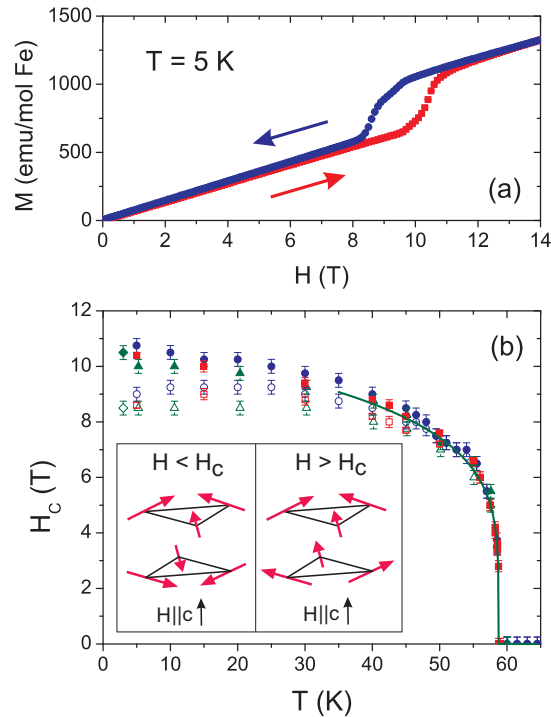 1500
1000
500
0
M (emu/mol Fe)
T = 5 K
(a)
0 2 4 6 8 10 12 14
H (T)
12
10
8
6
4
2
0
H_C (T)
(b)
H < H_C
H > H_C
H||c
H||c
0 10 20 30 40 50 60
T (K)